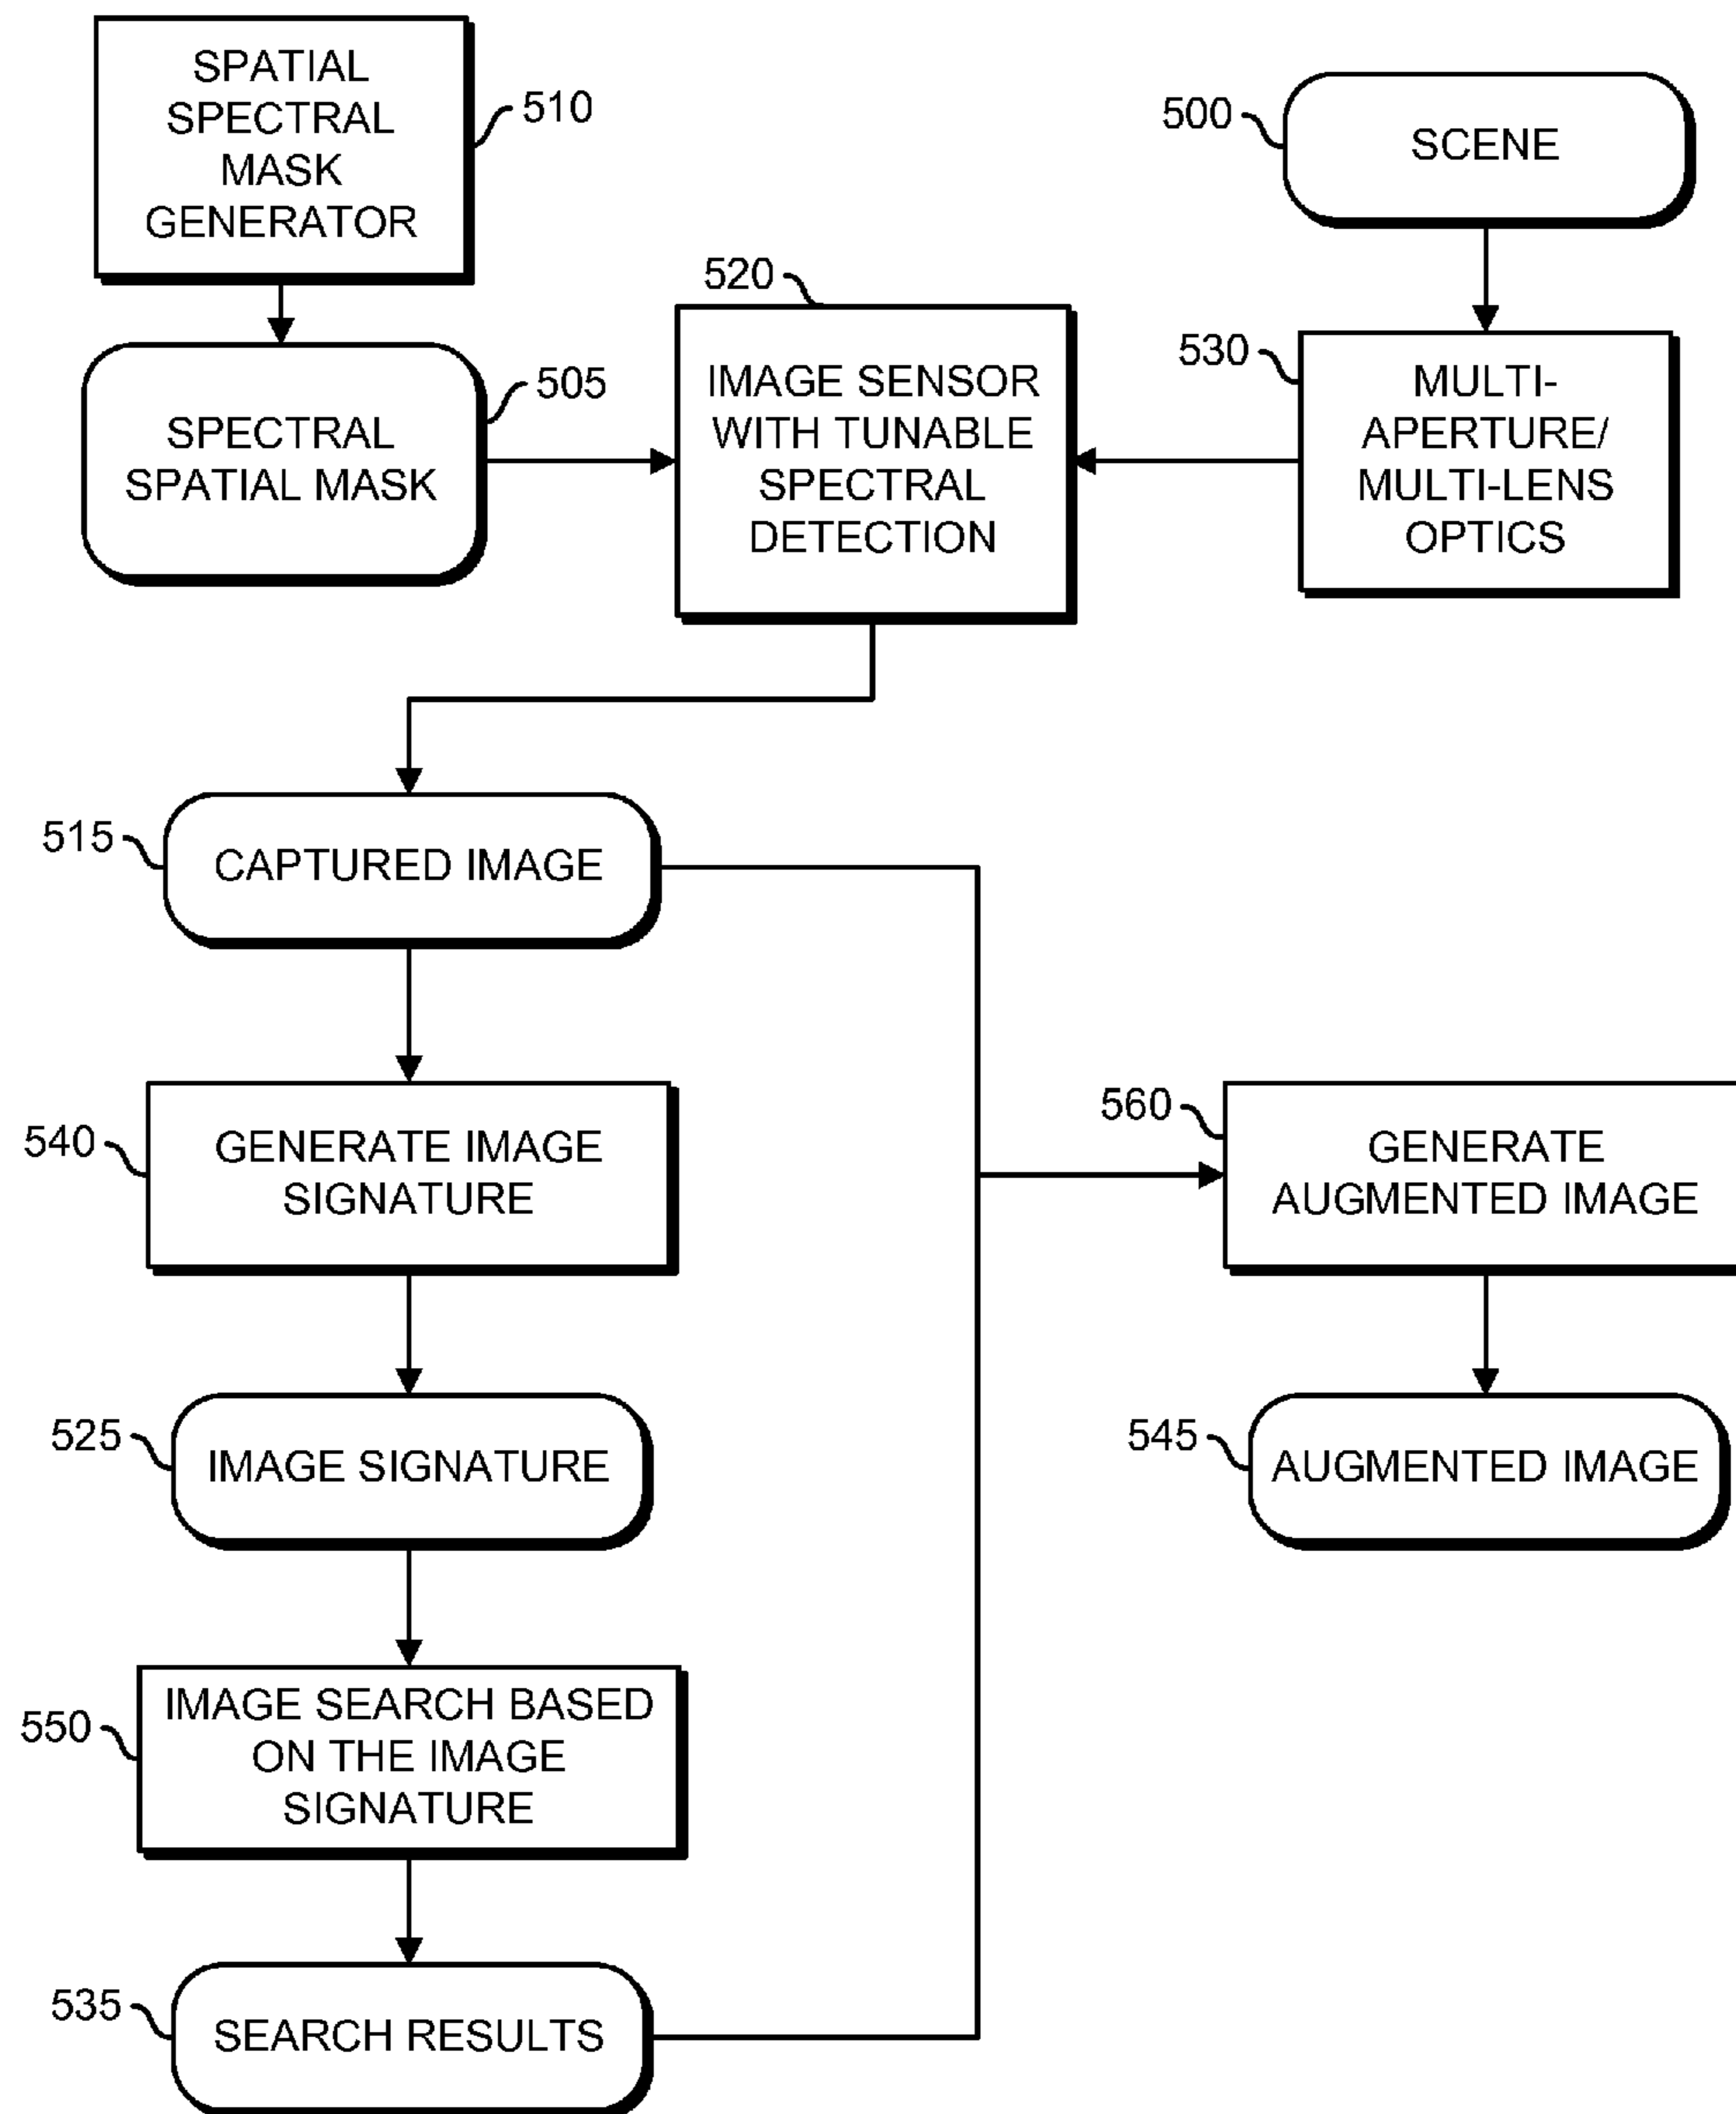 SPATIAL
SPECTRAL
MASK
GENERATOR
510
500
SCENE
520
530
505
SPECTRAL
SPATIAL MASK
IMAGE SENSOR
WITH TUNABLE
SPECTRAL
DETECTION
MULTI-
APERTURE/
MULTI-LENS
OPTICS
515
CAPTURED IMAGE
540
GENERATE IMAGE
SIGNATURE
560
GENERATE
AUGMENTED IMAGE
525
IMAGE SIGNATURE
545
AUGMENTED IMAGE
550
IMAGE SEARCH BASED
ON THE IMAGE
SIGNATURE
535
SEARCH RESULTS